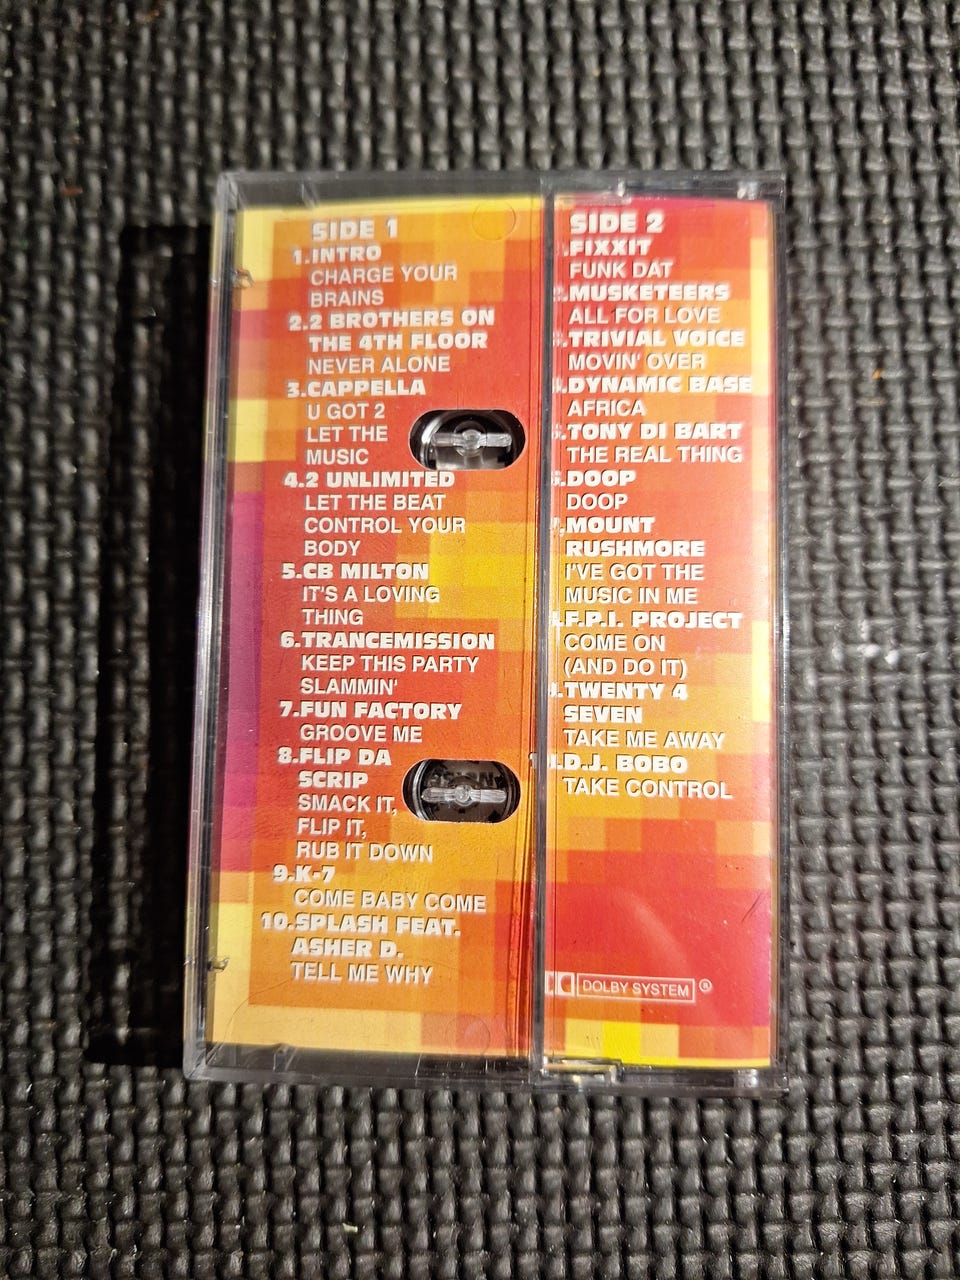 SIDE 1
1.INTRO
CHARGE YOUR
BRAINS
2.2 BROTHERS ON
THE 4TH FLOOR
NEVER ALONE
3.CAPPELLA
U GOT 2
LET THE
MUSIC
4.2 UNLIMITED
LET THE BEAT
CONTROL YOUR
BODY
5.CB MILTON
IT'S A LOVING
THING
6.TRANCEMISSION
KEEP THIS PARTY
SLAMMIN'
7.FUN FACTORY
GROOVE ME
8.FLIP DA
SCRIP
SMACK IT,
FLIP IT,
RUB IT DOWN
9.K-7
COME BABY COME
10.SPLASH FEAT.
ASHER D.
TELL ME WHY
SIDE 2
.FIXXIT
FUNK DAT
.MUSKETEERS
ALL FOR LOVE
.TRIVIAL VOICE
MOVIN' OVER
.DYNAMIC BASE
AFRICA
.TONY DI BART
THE REAL THING
.DOOP
DOOP
.MOUNT
RUSHMORE
I'VE GOT THE
MUSIC IN ME
.F.P.I. PROJECT
COME ON
(AND DO IT)
.TWENTY 4
SEVEN
TAKE ME AWAY
.D.J. BOBO
TAKE CONTROL
DOLBY SYSTEM ®